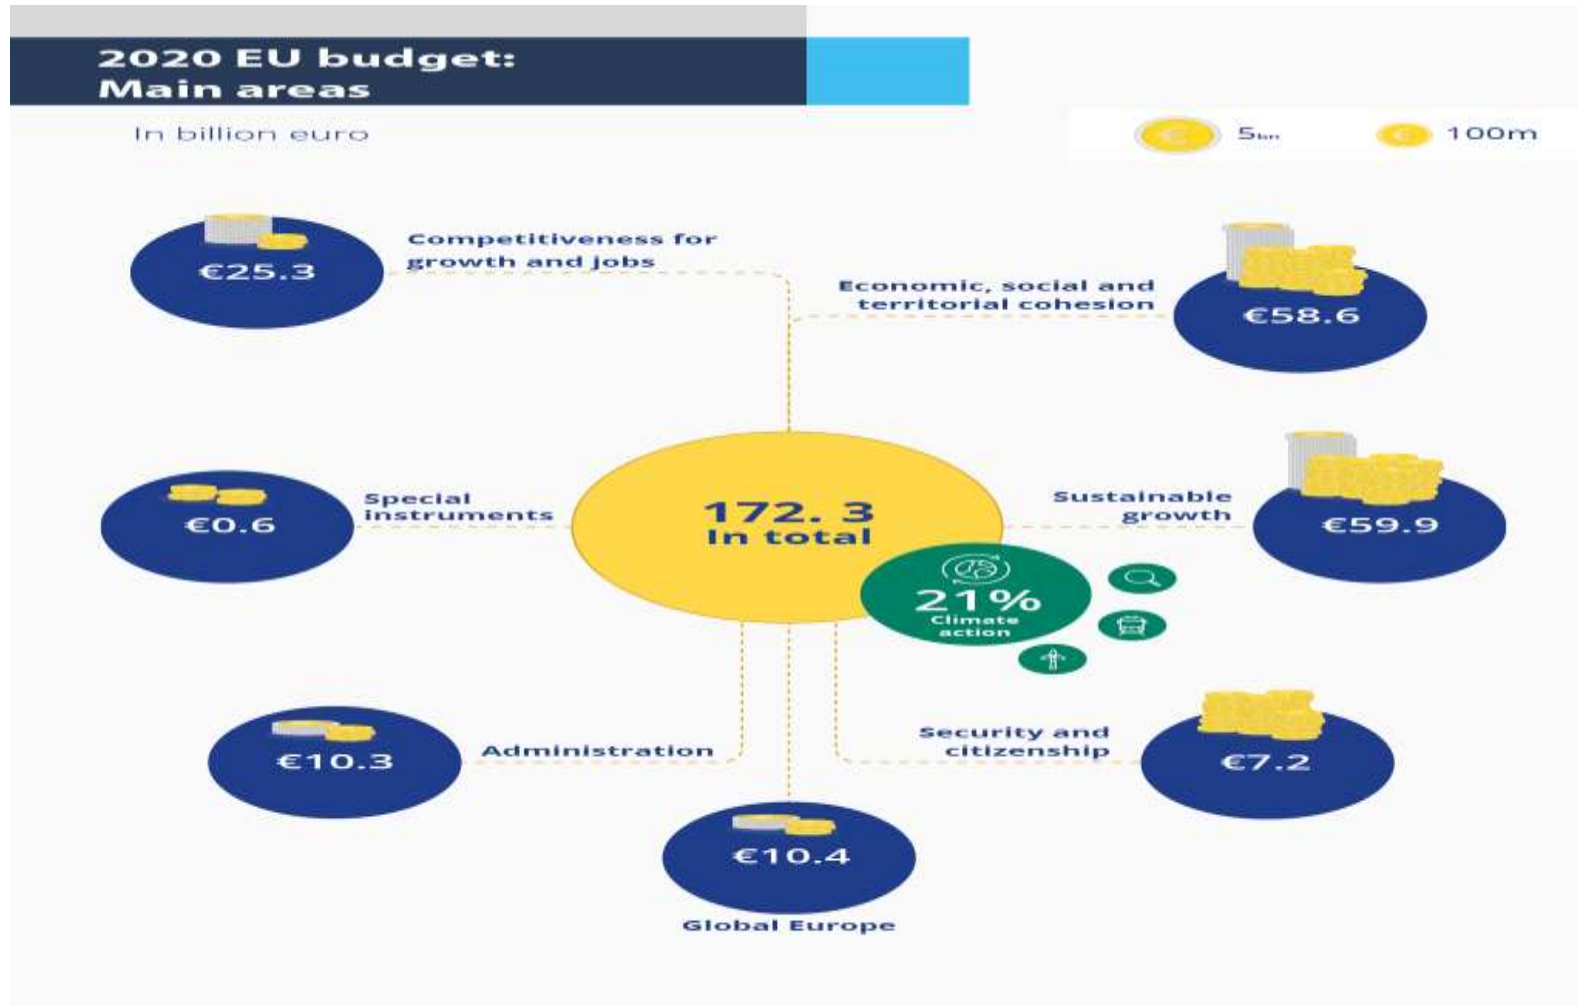 2020 EU budget:
Main areas
In billion euro
€ 5bn € 100m
€25.3
Competitiveness for
growth and jobs
Economic, social and
territorial cohesion
€58.6
€0.6
Special
instruments
172. 3
In total
Sustainable
growth
€59.9
21%
Climate
action
€10.3
Administration
Security and
citizenship
€7.2
€10.4
Global Europe